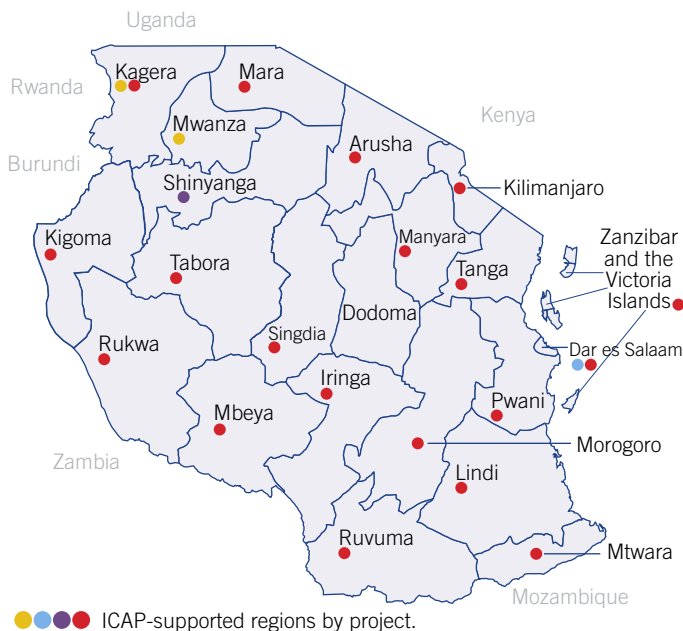 Uganda
Kagera
Mara
Rwanda
Kenya
Mwanza
Arusha
Burundi
Shinyanga
Kilimanjaro
Kigoma
Manyara
Zanzibar
and the
Victoria
Islands
Tabora
Tanga
Dodoma
Singdia
Rukwa
Dar es Salaam
Iringa
Mbeya
Pwani
Morogoro
Zambia
Lindi
Ruvuma
Mtwara
Mozambique
ICAP-supported regions by project.